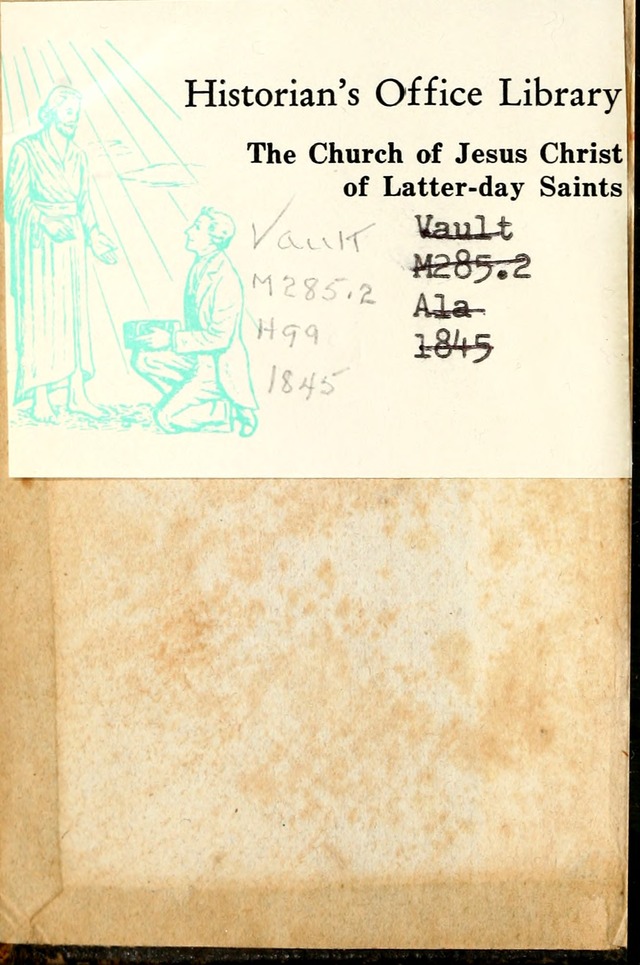 Historian's Office Library
The Church of Jesus Christ
of Latter-day Saints
Vault
M285.2
H99
1845
Vault
M285.2
Ala
1845